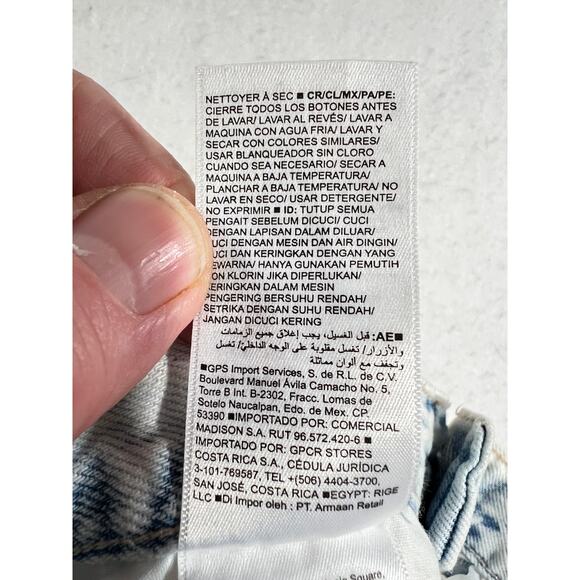 NETTOYER À SEC ■ CR/CL/MX/PA/PE:
CIERRE TODOS LOS BOTONES ANTES
DE LAVAR/ LAVAR AL REVÉS/ LAVAR A
MAQUINA CON AGUA FRIA/ LAVAR Y
SECAR CON COLORES SIMILARES/
USAR BLANQUEADOR SIN CLORO
CUANDO SEA NECESARIO/ SECAR A
MAQUINA A BAJA TEMPERATURA/
PLANCHAR A BAJA TEMPERATURA/ NO
LAVAR EN SECO/ USAR DETERGENTE/
NO EXPRIMIR ■ ID: TUTUP SEMUA
PENGAIT SEBELUM DICUCI/ CUCI
DENGAN LAPISAN DALAM DILUAR/
CUCI DENGAN MESIN DAN AIR DINGIN/
CUCI DAN KERINGKAN DENGAN YANG
EWARNA/ HANYA GUNAKAN PEMUTIH
ON KLORIN JIKA DIPERLUKAN/
ERINGKAN DALAM MESIN
PENGERING BERSUHU RENDAH/
SETRIKA DENGAN SUHU RENDAH/
JANGAN DICUCI KERING
■AE: قبل الغسيل، يجب إغلاق جميع الزمامات
والأزرار/ تغسل مقلوبة على الوجه الداخلي/ تغسل
وتجفف مع ألوان مماثلة
■GPS Import Services, S. de R.L. de C.V.
Boulevard Manuel Ávila Camacho No. 5,
Torre B Int. B-2302, Fracc. Lomas de
Sotelo Naucalpan, Edo. de Mex. CP.
53390 ■ IMPORTADO POR: COMERCIAL
MADISON S.A. RUT 96.572.420-6 ■
IMPORTADO POR: GPCR STORES
COSTA RICA S.A., CÉDULA JURÍDICA
3-101-769587, TEL +(506) 4404-3700,
SAN JOSÉ, COSTA RICA ■EGYPT: RIGE
LLC ■Di Impor oleh : PT. Armaan Retail
Square,